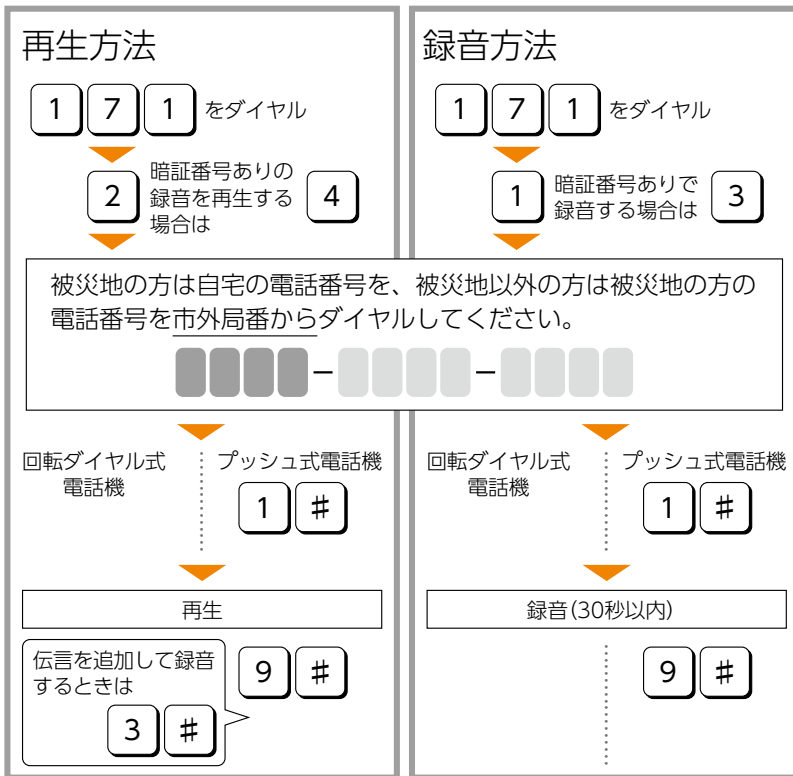 再生方法
1 7 1 をダイヤル
2 暗証番号ありの
録音を再生する
場合は 4
録音方法
1 7 1 をダイヤル
1 暗証番号ありで
録音する場合は 3
被災地の方は自宅の電話番号を、被災地以外の方は被災地の方の
電話番号を市外局番からダイヤルしてください。
− −
回転ダイヤル式
電話機
プッシュ式電話機
1 #
再生
伝言を追加して録音
するときは
3 #
9 #
回転ダイヤル式
電話機
プッシュ式電話機
1 #
録音(30秒以内)
9 #